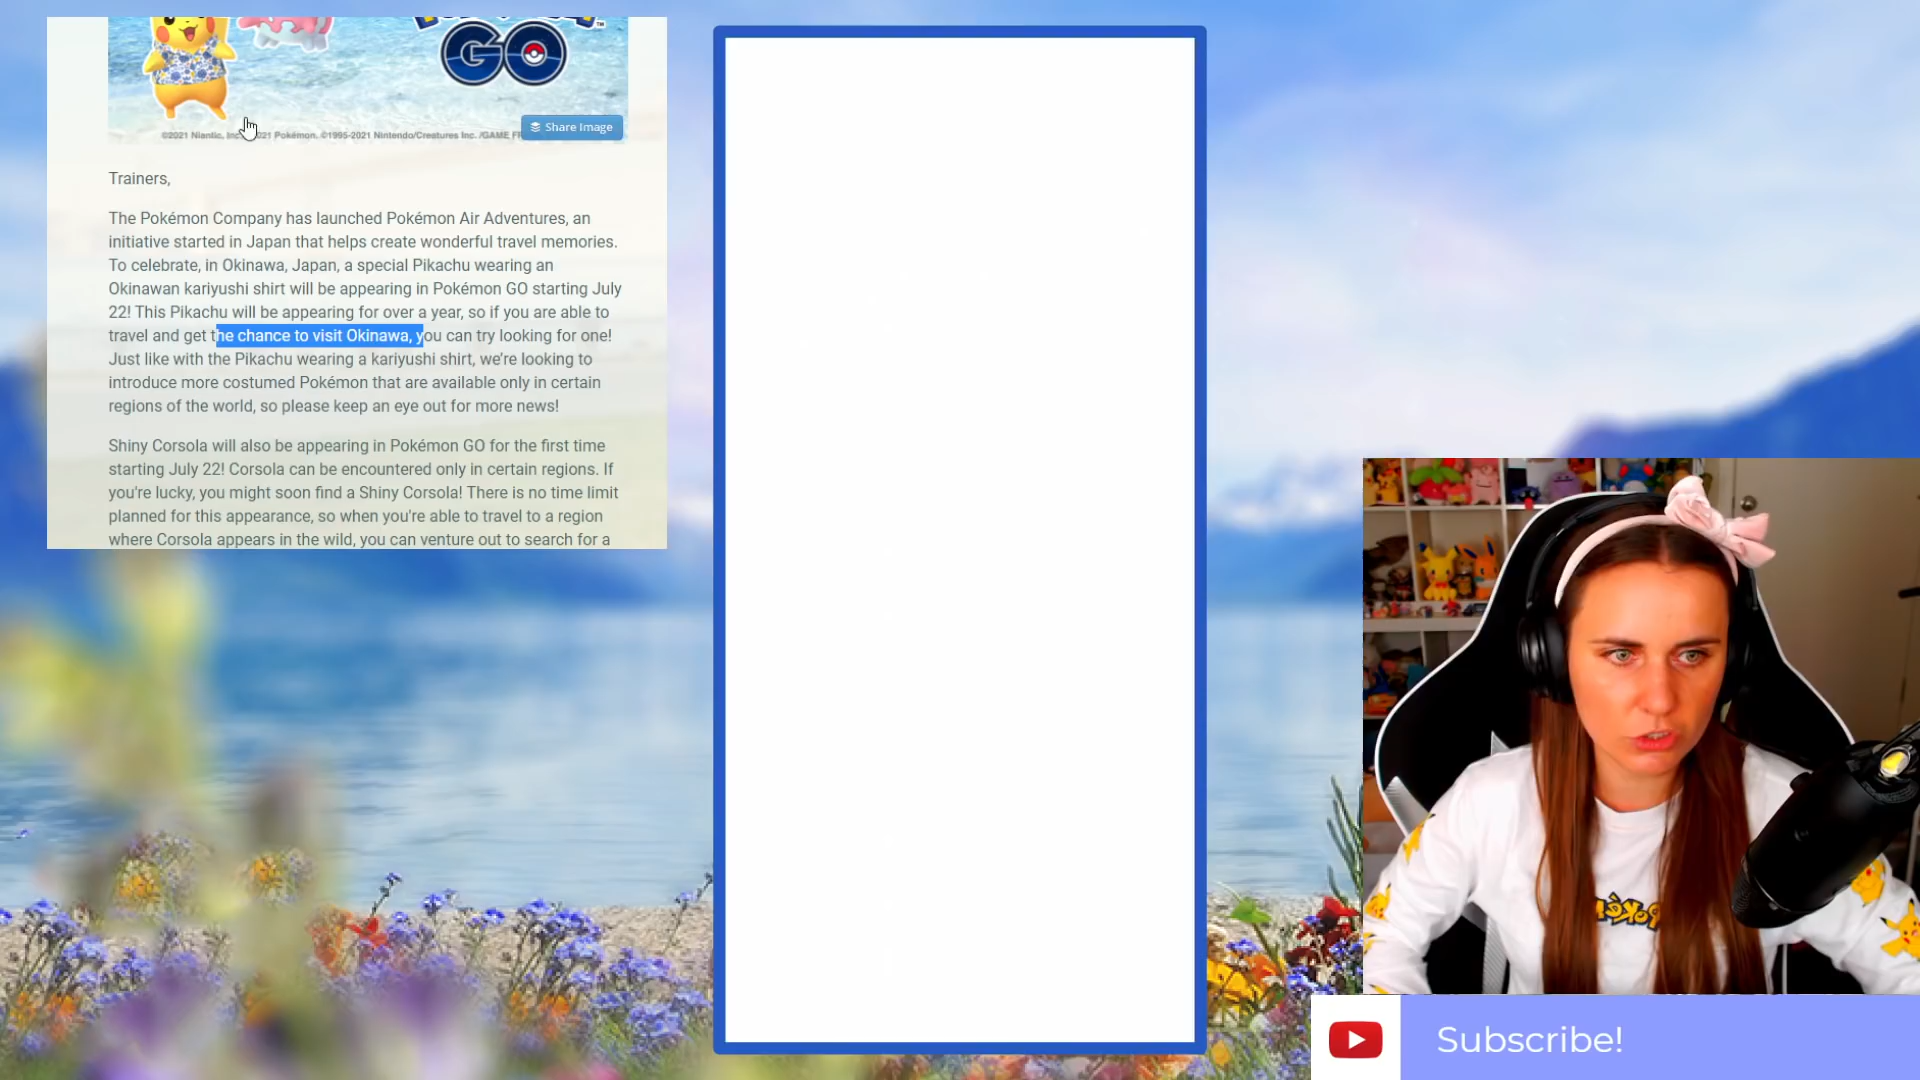 GO
™
©2021 Niantic, Inc. 2021 Pokémon. ©1995-2021 Nintendo/Creatures Inc. /GAME
Share Image
Trainers,
The Pokémon Company has launched Pokémon Air Adventures, an
initiative started in Japan that helps create wonderful travel memories.
To celebrate, in Okinawa, Japan, a special Pikachu wearing an
Okinawan kariyushi shirt will be appearing in Pokémon GO starting July
22! This Pikachu will be appearing for over a year, so if you are able to
travel and get the chance to visit Okinawa, you can try looking for one!
Just like with the Pikachu wearing a kariyushi shirt, we’re looking to
introduce more costumed Pokémon that are available only in certain
regions of the world, so please keep an eye out for more news!
Shiny Corsola will also be appearing in Pokémon GO for the first time
starting July 22! Corsola can be encountered only in certain regions. If
you're lucky, you might soon find a Shiny Corsola! There is no time limit
planned for this appearance, so when you're able to travel to a region
where Corsola appears in the wild, you can venture out to search for a
Subscribe!